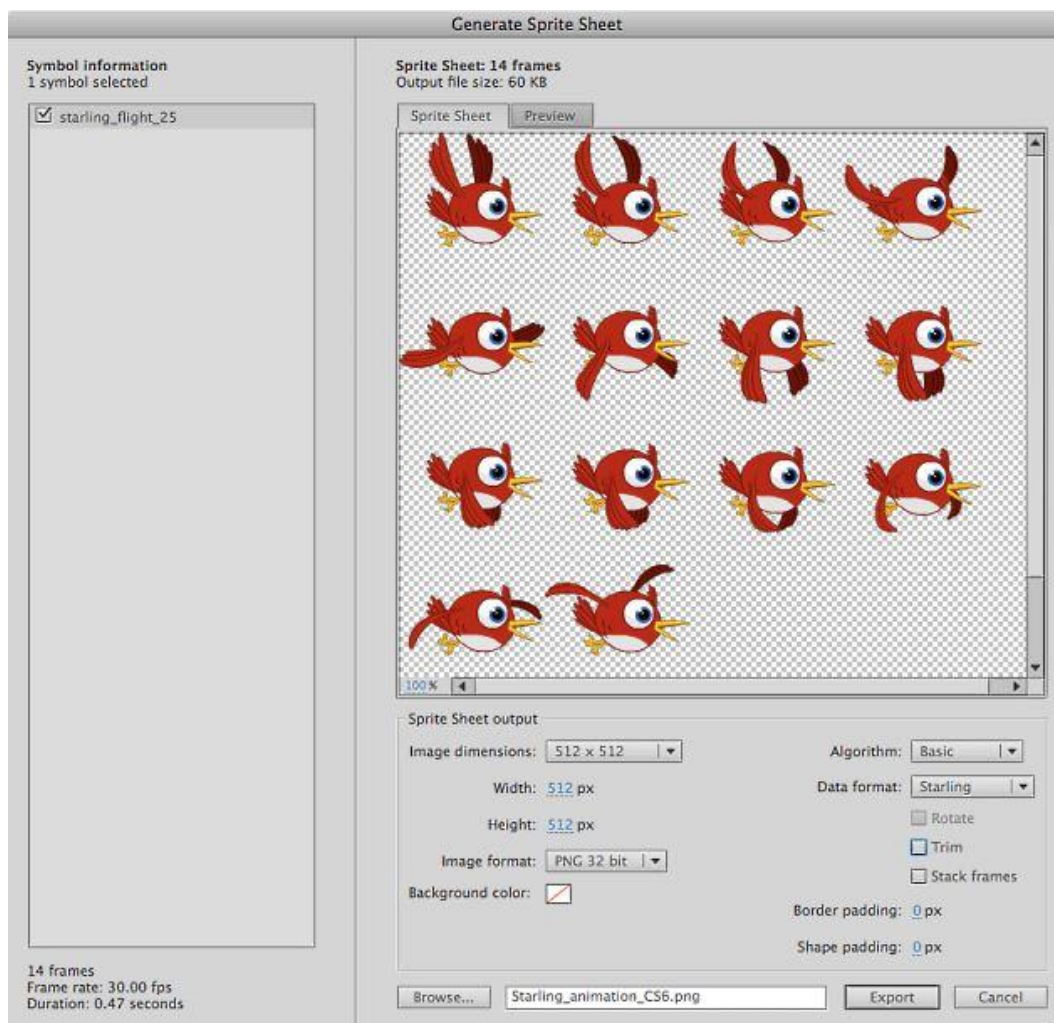 Generate Sprite Sheet
Symbol information
1 symbol selected
starling_flight_25
14 frames
Frame rate: 30.00 fps
Duration: 0.47 seconds
Sprite Sheet: 14 frames
Output file size: 60 KB
Sprite Sheet
Preview
100%
Sprite Sheet output
Image dimensions: 512 x 512
Width: 512 px
Height: 512 px
Image format: PNG 32 bit
Background color:
Algorithm: Basic
Data format: Starling
Rotate
Trim
Stack frames
Border padding: 0 px
Shape padding: 0 px
Browse... Starling_animation_CS6.png Export Cancel